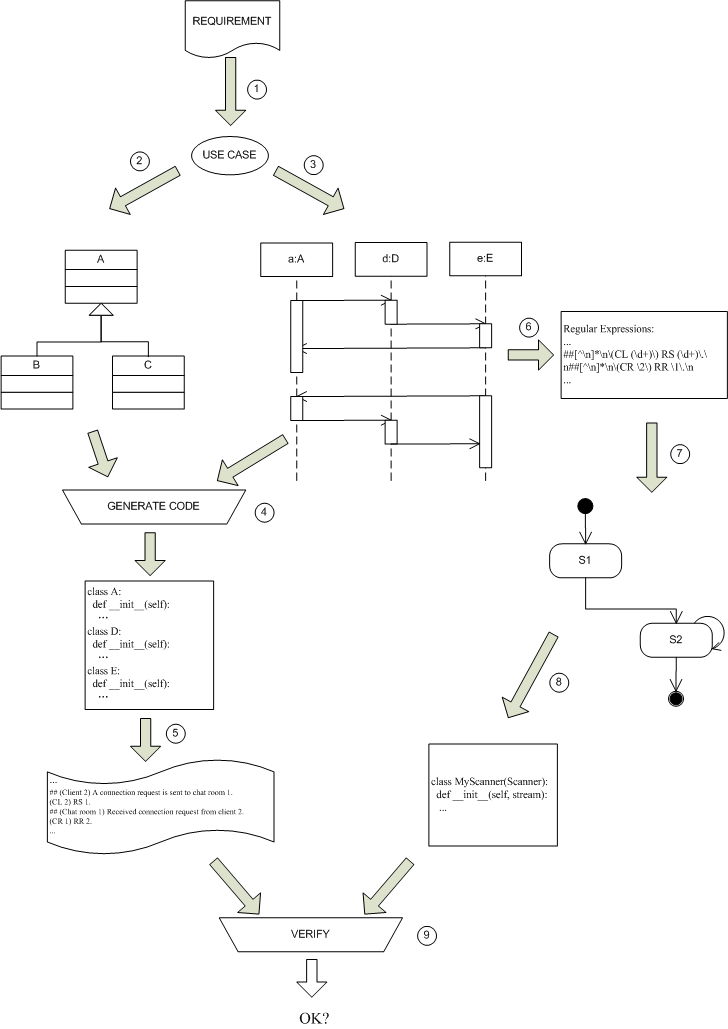 REQUIREMENT
1
USE CASE
2
3
A
B
C
a:A
d:D
e:E
6
Regular Expressions:
...
##[^\n]*\n\(CL (\d+)\) RS (\d+)\.\
n##[^\n]*\n\(CR \2\) RR \1\.\n
...
7
GENERATE CODE
4
S1
S2
class A:
def __init__(self):
...
class D:
def __init__(self):
...
class E:
def __init__(self):
...
5
8
...
## (Client 2) A connection request is sent to chat room 1.
(CL 2) RS 1.
## (Chat room 1) Received connection request from client 2.
(CR 1) RR 2.
...
class MyScanner(Scanner):
def __init__(self, stream):
...
VERIFY
9
OK?